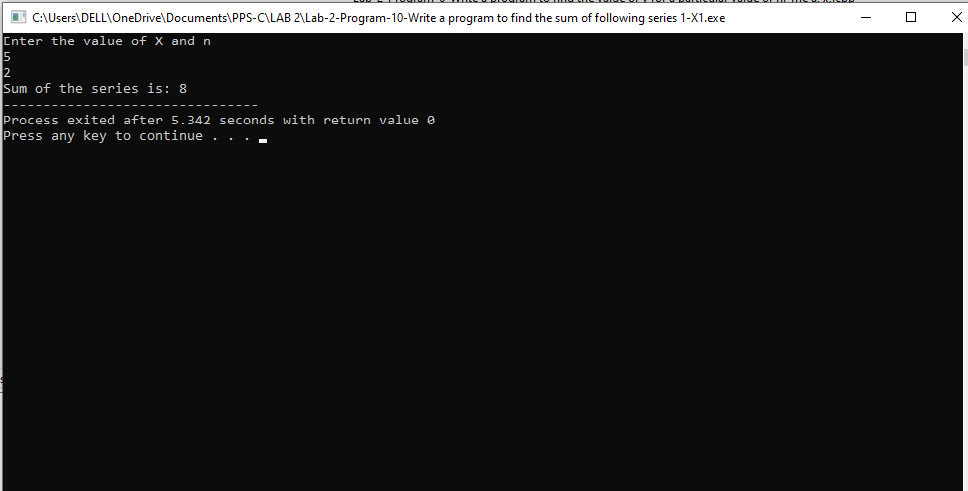 C:\Users\DELL\OneDrive\Documents\PPS-C\LAB 2\Lab-2-Program-10-Write a program to find the sum of following series 1-X1.exe
Enter the value of X and n
5
2
Sum of the series is: 8
--------------------------------
Process exited after 5.342 seconds with return value 0
Press any key to continue . . .